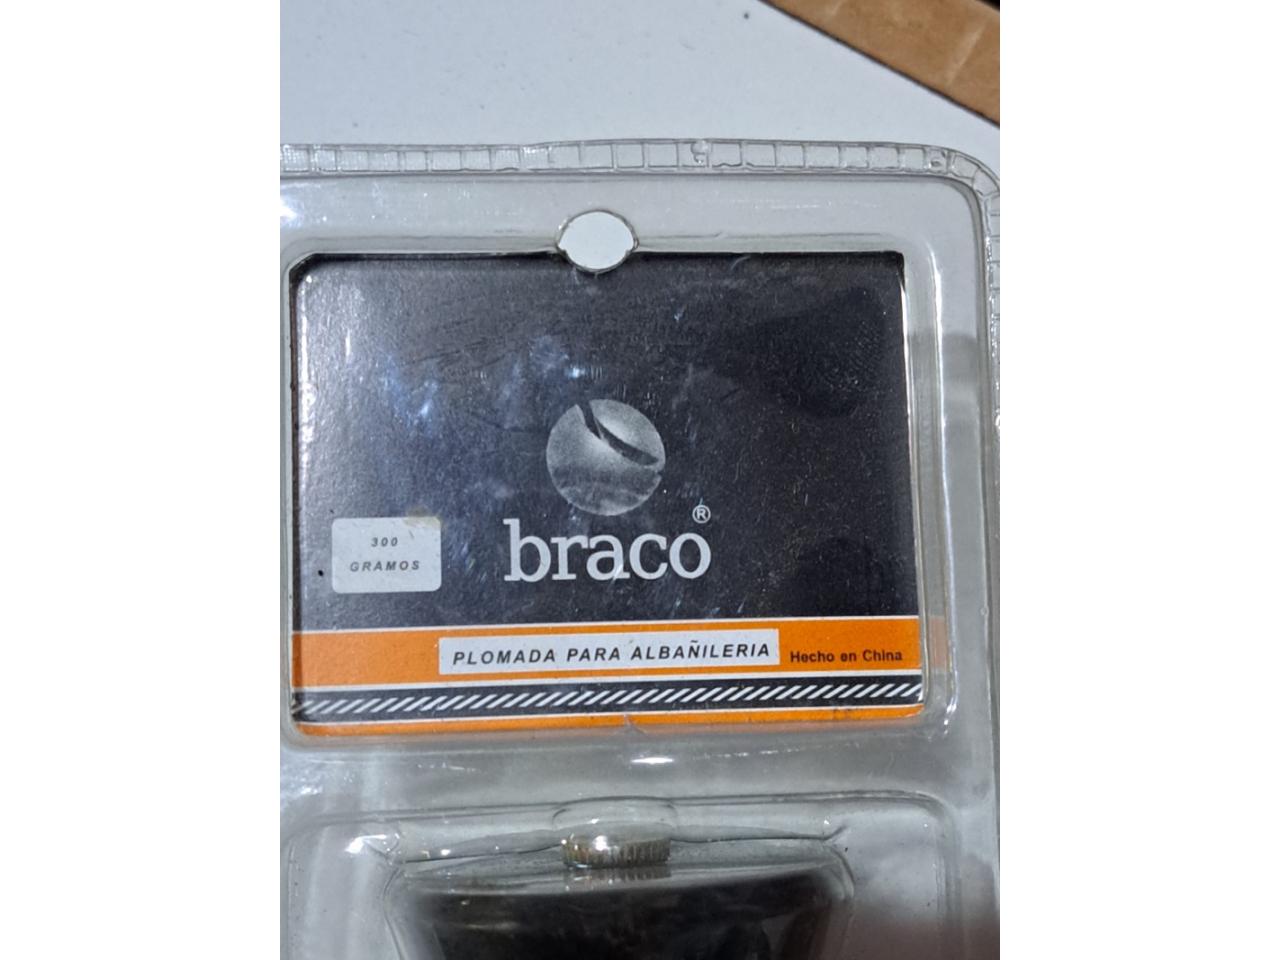 braco®
300
GRAMOS
PLOMADA PARA ALBAÑILERIA
Hecho en China